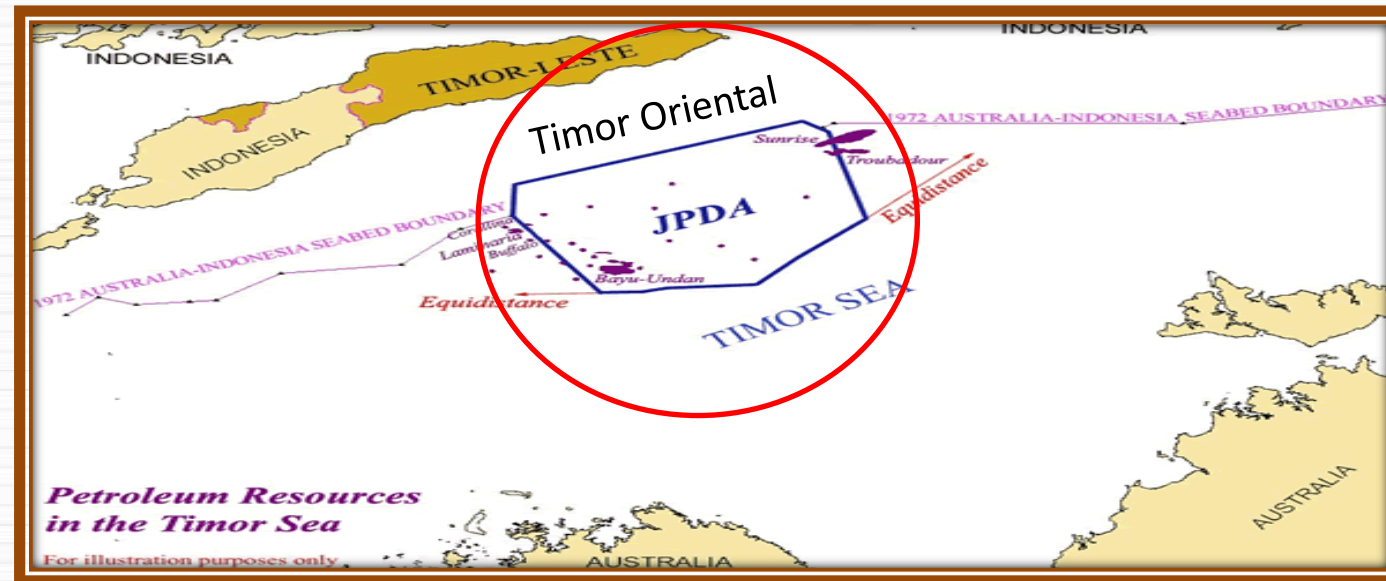 INDONESIA
INDONESIA
TIMOR-LESTE
Timor Oriental
1972 AUSTRALIA-INDONESIA SEABED BOUNDARY
Sunrise
Troubadour
INDONESIA
JPDA
Equidistance
1972 AUSTRALIA-INDONESIA SEABED BOUNDARY
Corallina
Laminaria
Buffalo
Bayu-Undan
Equidistance
TIMOR SEA
Petroleum Resources
in the Timor Sea
AUSTRALIA
For illustration purposes only
AUSTRALIA